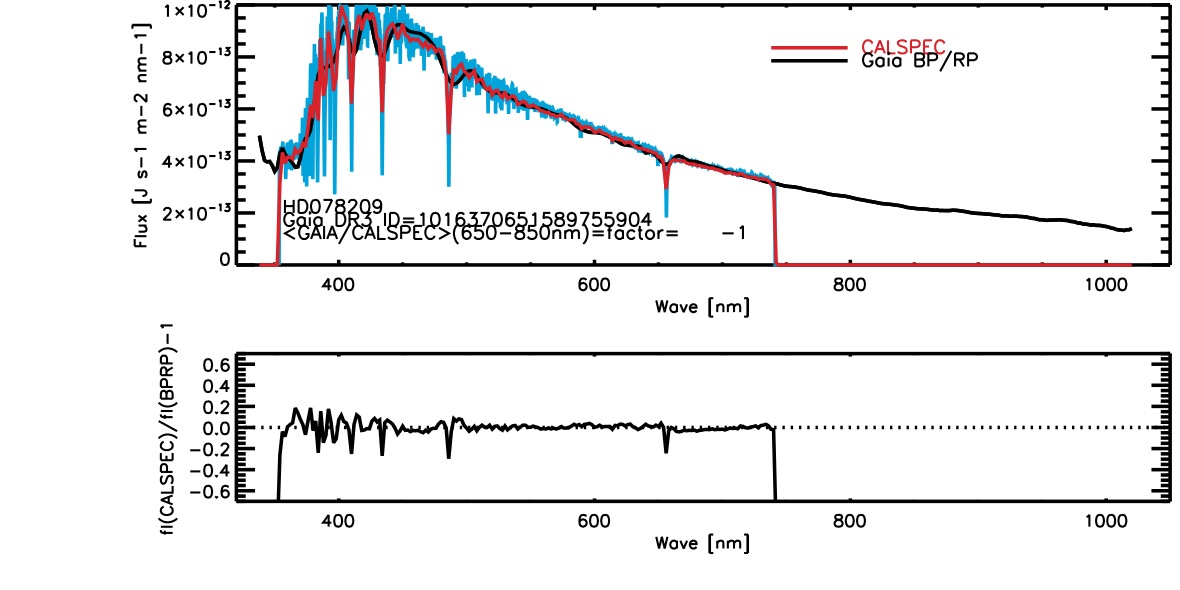 1×10−12
8×10−13
6×10−13
4×10−13
2×10−13
0
Flux [J s−1 m−2 nm−1]
CALSPEC
Gaia BP/RP
HD078209
Gaia DR3 ID=1016370651589755904
<GAIA/CALSPEC>(650−850nm)=factor= −1
400 600 800 1000
Wave [nm]
fl(CALSPEC)/fl(BPRP)−1
0.6
0.4
0.2
0.0
−0.2
−0.4
−0.6
400 600 800 1000
Wave [nm]